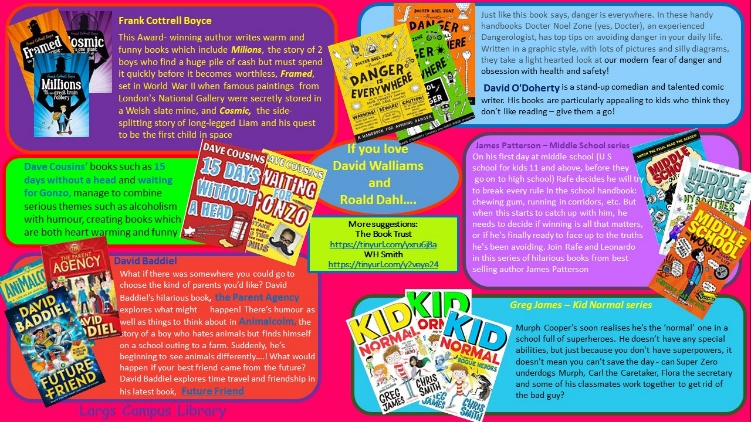 Frank Cottrell Boyce
This Award- winning author writes warm and
funny books which include Milions, the story of 2
boys who find a huge pile of cash but must spend
it quickly before it becomes worthless, Framed,
set in World War II when famous paintings from
London's National Gallery were secretly stored in
a Welsh slate mine, and Cosmic, the side-
splitting story of long-legged Liam and his quest
to be the first child in space
Framed
Cosmic
Millions
DANGER
IS
EVERYWHERE
Just like this book says, danger is everywhere. In these handy
handbooks Docter Noel Zone (yes, Docter), an experienced
Dangerologist, has top tips on avoiding danger in your daily life.
Written in a graphic style, with lots of pictures and silly diagrams,
they take a light hearted look at our modern fear of danger and
obsession with health and safety!
David O'Doherty is a stand-up comedian and talented comic
writer. His books are particularly appealing to kids who think they
don't like reading – give them a go!
Dave Cousins' books such as 15
days without a head and waiting
for Gonzo, manage to combine
serious themes such as alcoholism
with humour, creating books which
are both heart warming and funny
DAVE COUSINS
15
DAYS
WITHOUT
A HEAD
DAVE COUSINS
WAITING
FOR
GONZO
If you love
David Walliams
and
Roald Dahl....
More suggestions:
The Book Trust
https://tinyurl.com/yxru6j8a
WH Smith
https://tinyurl.com/y2veye24
James Patterson – Middle School series
On his first day at middle school (U S
school for kids 11 and above, before they
go on to high school) Rafe decides he will
to break every rule in the school handbook:
chewing gum, running in corridors, etc. But
when this starts to catch up with him, he
needs to decide if winning is all that matters,
or if he's finally ready to face up to the truths
he's been avoiding. Join Rafe and Leonardo
in this series of hilarious books from best
selling author James Patterson
MIDDLE
SCHOOL
MIDDLE
SCHOOL
MIDDLE
SCHOOL
David Baddiel
What if there was somewhere you could go to
choose the kind of parents you'd like? David
Baddiel's hilarious book, the Parent Agency
explores what might happen! There's humour as
well as things to think about in Animalcolm, the
story of a boy who hates animals but finds himself
on a school outing to a farm. Suddenly, he's
beginning to see animals differently....! What would
happen if your best friend came from the future?
David Baddiel explores time travel and friendship in
his latest book, Future Friend
THE
PARENT
AGENCY
DAVID
BADDIEL
DAVID
BADDIEL
FUTURE
FRIEND
Largs Campus Library
Greg James – Kid Normal series
Murph Cooper's soon realises he's the 'normal' one in a
school full of superheroes. He doesn't have any special
abilities, but just because you don't have superpowers, it
doesn't mean you can't save the day - can Super Zero
underdogs Murph, Carl the Caretaker, Flora the secretary
and some of his classmates work together to get rid of
the bad guy?
KID
NORMAL
KID
NORMAL
KID
NORMAL
GREG
JAMES
CHRIS
SMITH